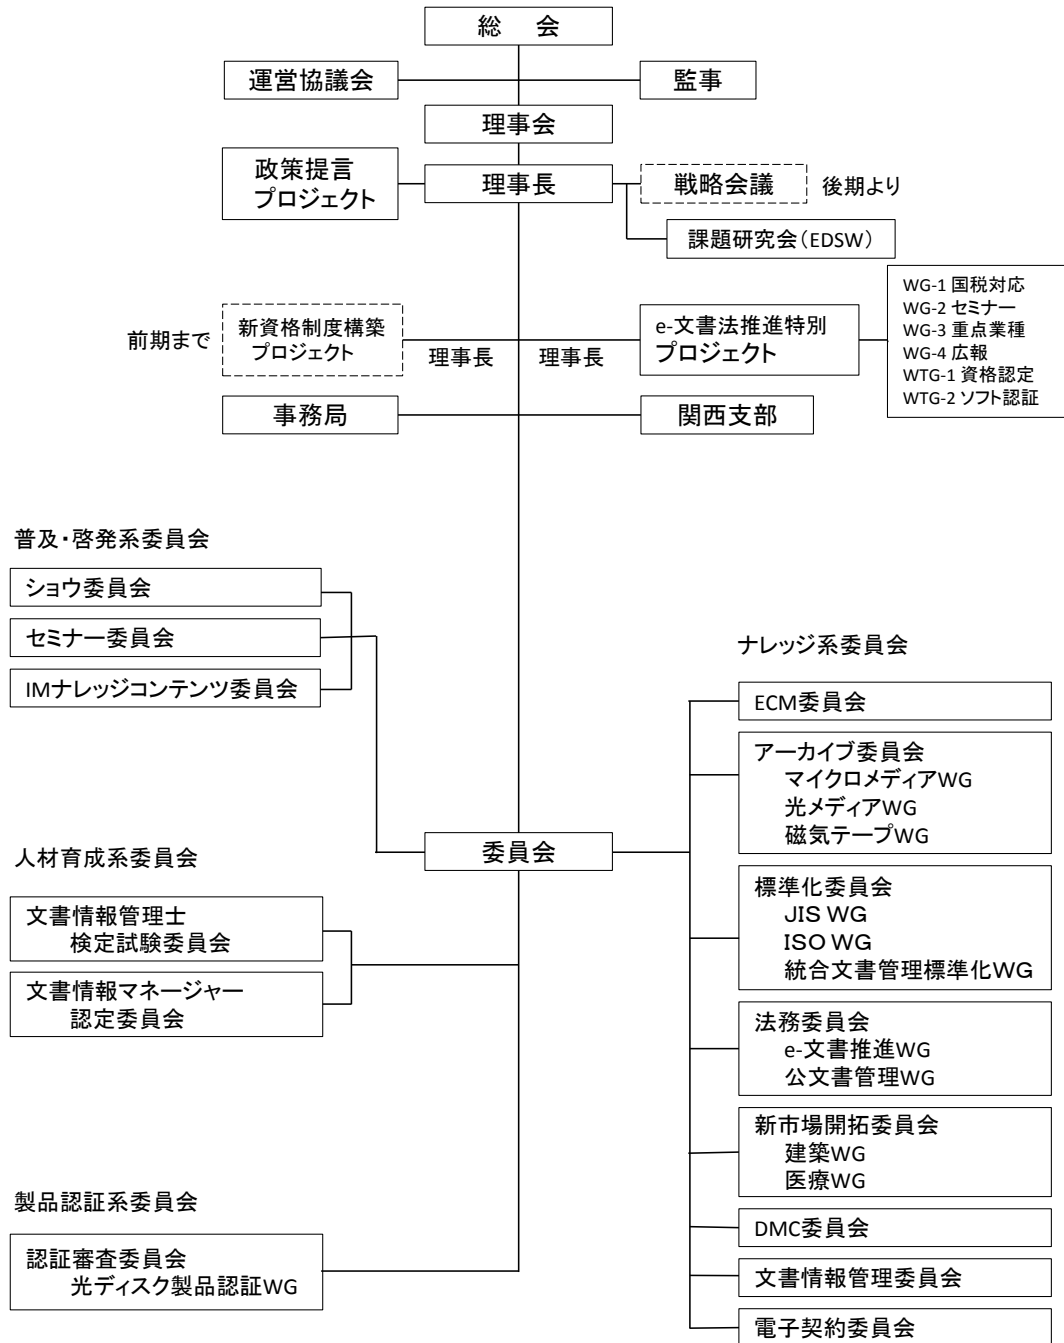 総　会
運営協議会
監事
理事会
政策提言
プロジェクト
理事長
戦略会議
後期より
課題研究会(EDSW)
前期まで
新資格制度構築
プロジェクト
理事長
理事長
e-文書法推進特別
プロジェクト
WG-1 国税対応
WG-2 セミナー
WG-3 重点業種
WG-4 広報
WTG-1 資格認定
WTG-2 ソフト認証
事務局
関西支部
普及・啓発系委員会
ショウ委員会
セミナー委員会
IMナレッジコンテンツ委員会
委員会
人材育成系委員会
文書情報管理士
検定試験委員会
文書情報マネージャー
認定委員会
製品認証系委員会
認証審査委員会
光ディスク製品認証WG
ナレッジ系委員会
ECM委員会
アーカイブ委員会
マイクロメディアWG
光メディアWG
磁気テープWG
標準化委員会
JIS WG
ISO WG
統合文書管理標準化WG
法務委員会
e-文書推進WG
公文書管理WG
新市場開拓委員会
建築WG
医療WG
DMC委員会
文書情報管理委員会
電子契約委員会